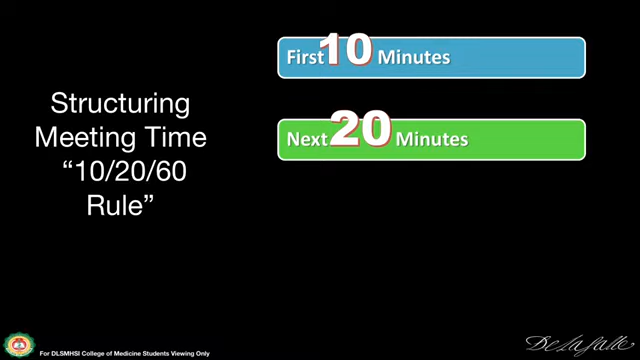 Structuring
Meeting Time
“10/20/60
Rule”
First 10 Minutes
Next 20 Minutes
For DLSMHSI College of Medicine Students Viewing Only
De La Salle